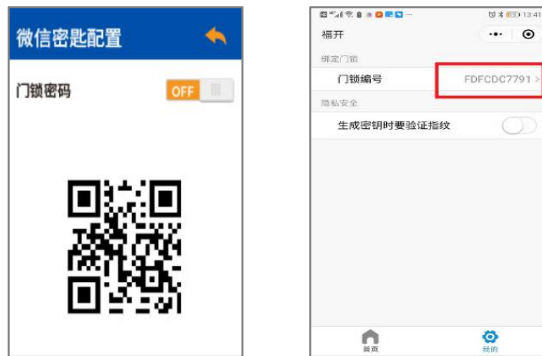 微信密匙配置
门锁密码
OFF
13:41
福开
绑定门锁
门锁编号
FDFCDC7791 >
隐私安全
生成密钥时要验证指纹
首页
我的